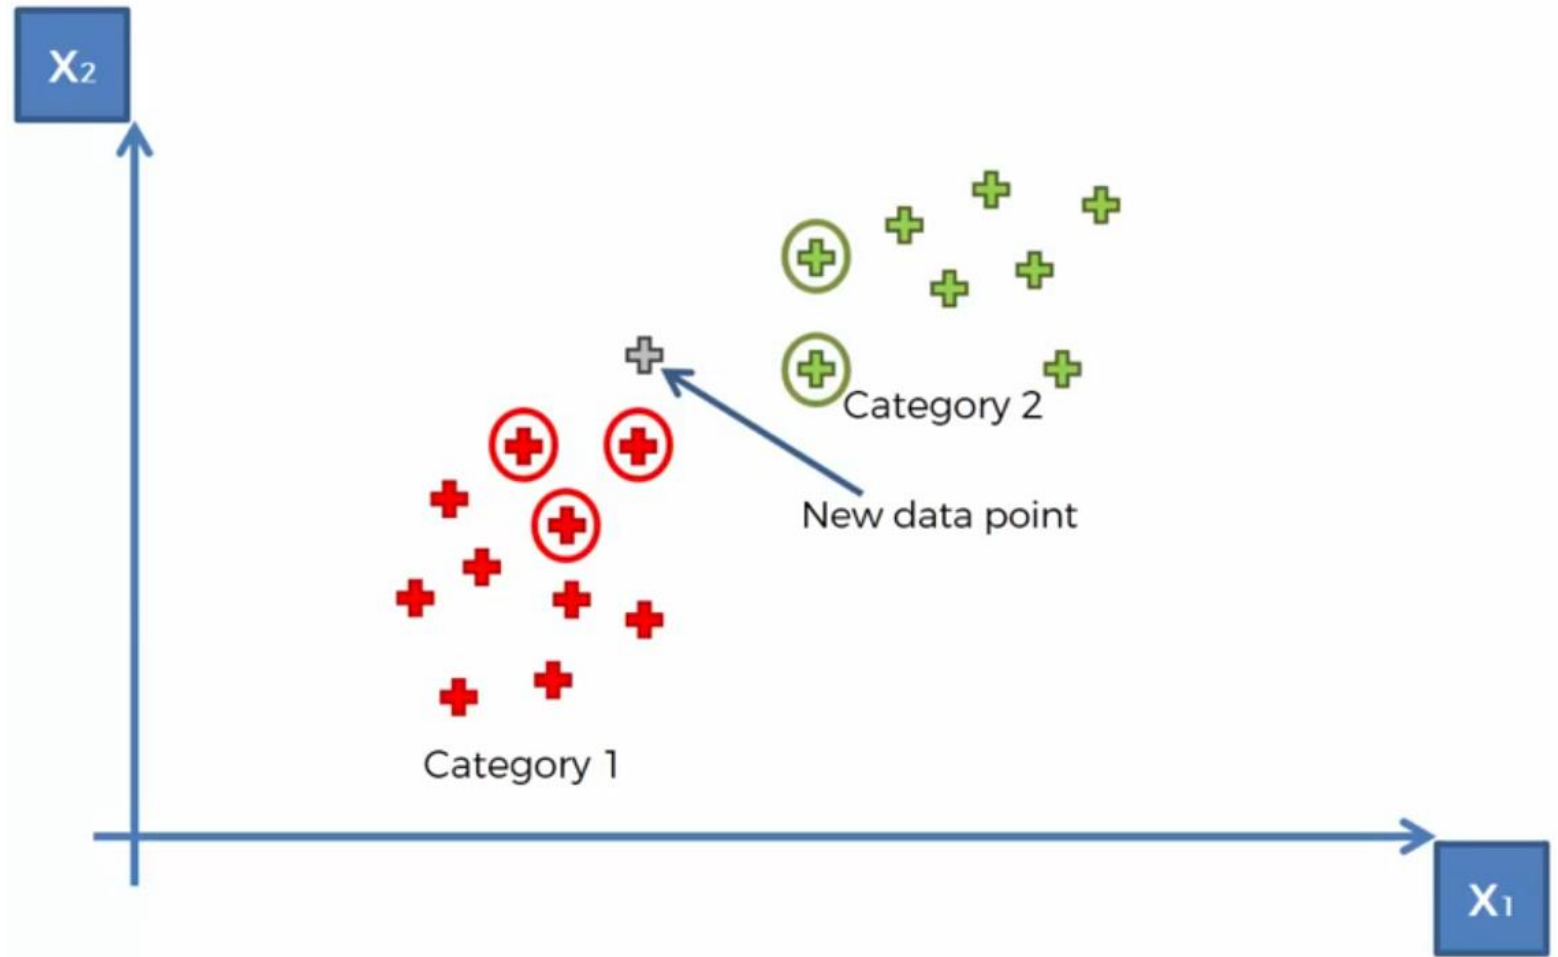 X₂
Category 2
New data point
Category 1
X₁